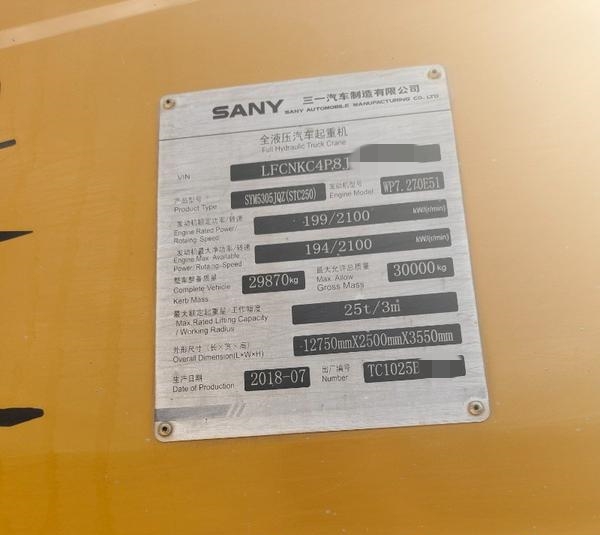 SANY 三一汽车制造有限公司
SANY AUTOMOBILE MANUFACTURING CO., LTD
全液压汽车起重机
Full Hydraulic Truck Crane
VIN LFCNKC4P8J
产品型号 Product Type SYM5305JQZ(STC250) 发动机型号 Engine Model WP7.270E51
发动机额定功率/转速 199/2100 kW/(r/min)
Engine Rated Power/
Rotaing Speed
发动机最大净功率/转速 194/2100 kW/(r/min)
Engine Max. Available
Power/Rotaing-Speed
整车整备质量 29870kg 最大允许总质量 30000kg
Complete Vehicle Max. Allow
Kerb Mass Gross Mass
最大额定起重量/工作幅度 25t/3m
Max.Rated Lifting Capacity
/ Working Radius
外形尺寸(长×宽×高) 12750mmX2500mmX3550mm
Overall Dimension(L×W×H)
生产日期 2018-07 出厂编号 TC1025
Date of Production Number